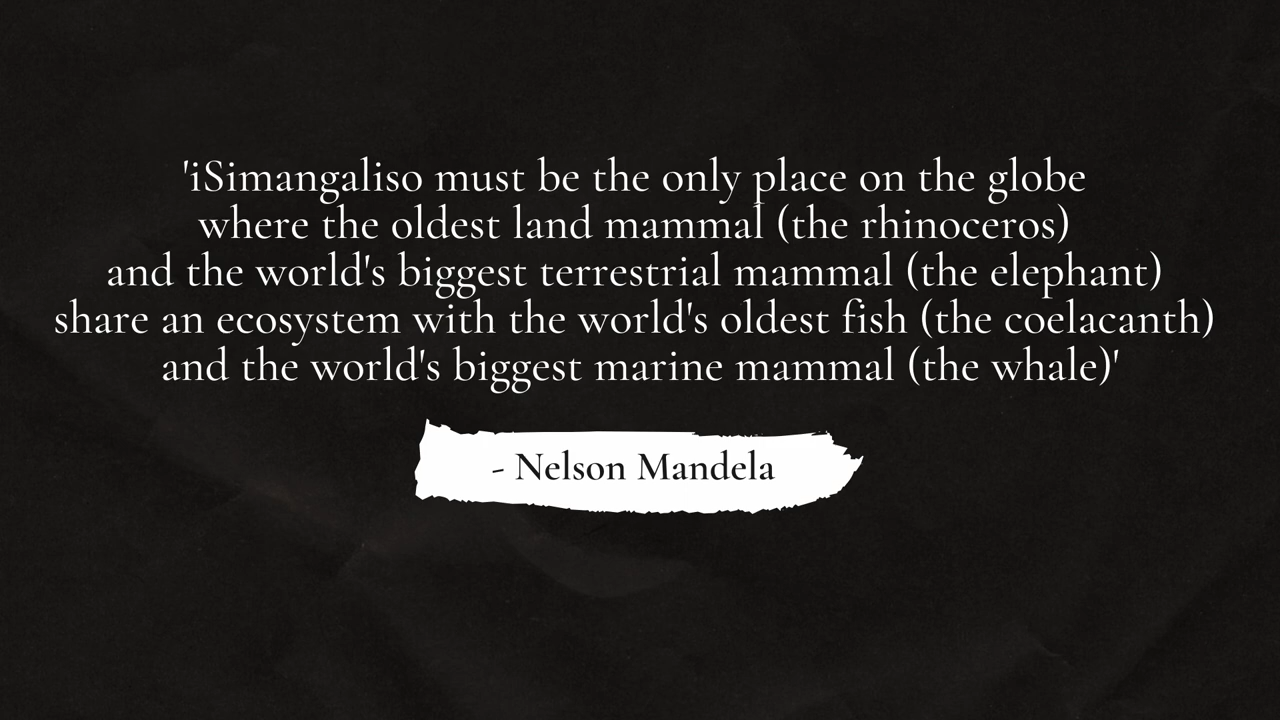 'iSimangaliso must be the only place on the globe
where the oldest land mammal (the rhinoceros)
and the world's biggest terrestrial mammal (the elephant)
share an ecosystem with the world's oldest fish (the coelacanth)
and the world's biggest marine mammal (the whale)'
- Nelson Mandela